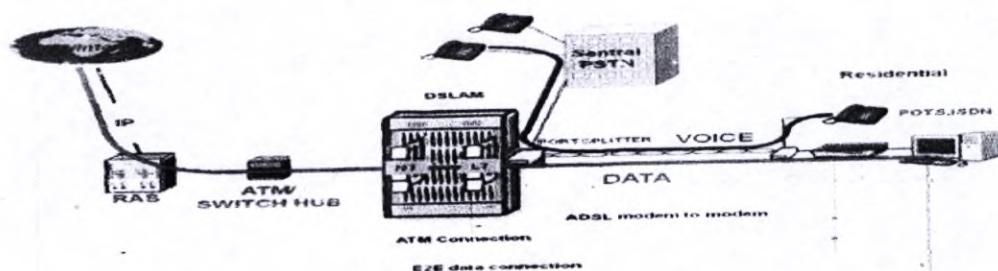 Sentral
PSTN
DSLAM
Residential
IP
POTS,ISDN
PORT SPLITTER
VOICE
NT
LT
RAS
ATM/
SWITCH HUB
DATA
ADSL modem to modem
ATM Connection
E2E data connection